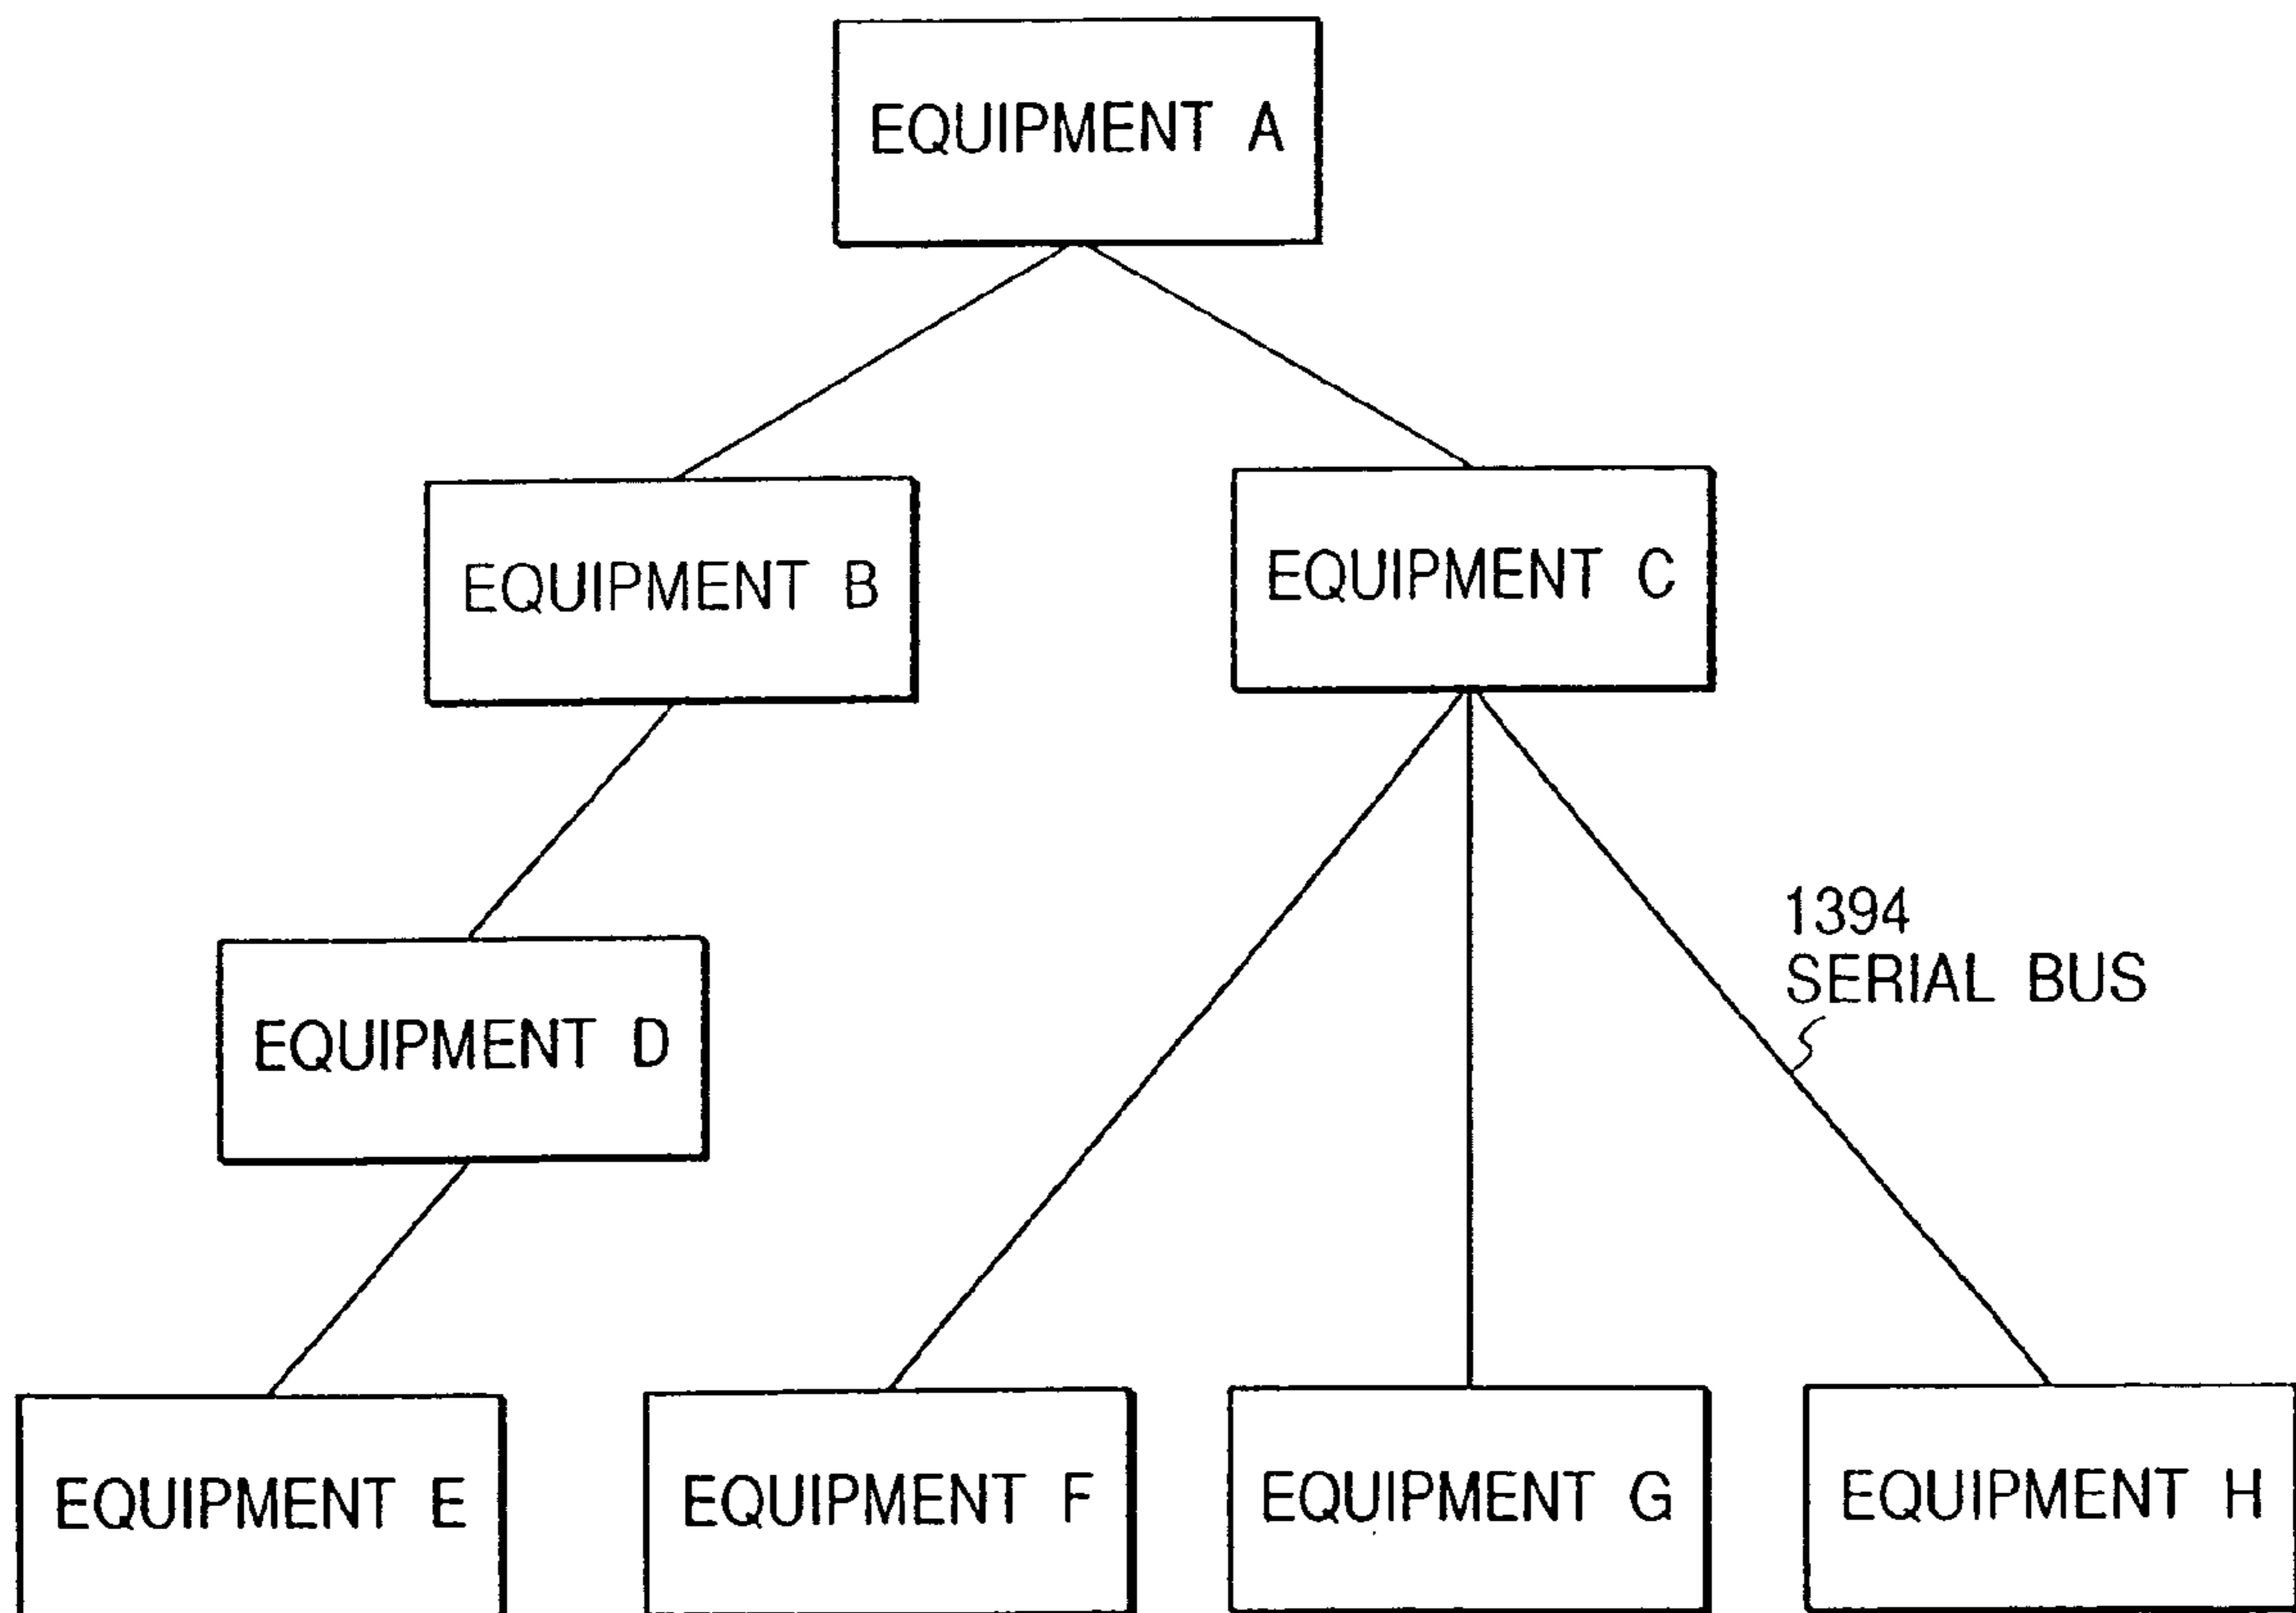 EQUIPMENT A
EQUIPMENT B
EQUIPMENT C
1394
SERIAL BUS
EQUIPMENT D
EQUIPMENT E
EQUIPMENT F
EQUIPMENT G
EQUIPMENT H